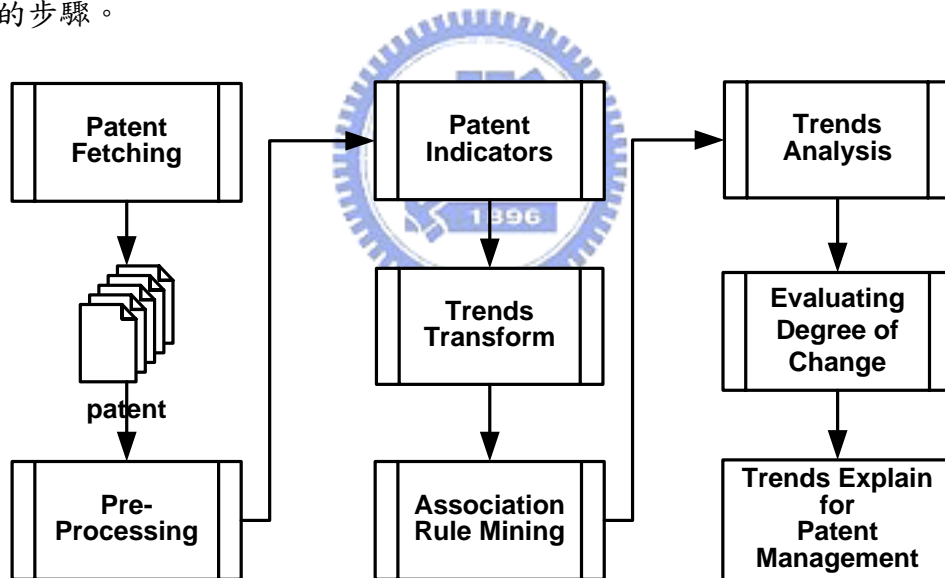 的步驟。
Patent
Fetching
patent
Pre-
Processing
Patent
Indicators
1896
Trends
Transform
Association
Rule Mining
Trends
Analysis
Evaluating
Degree of
Change
Trends Explain
for
Patent
Management